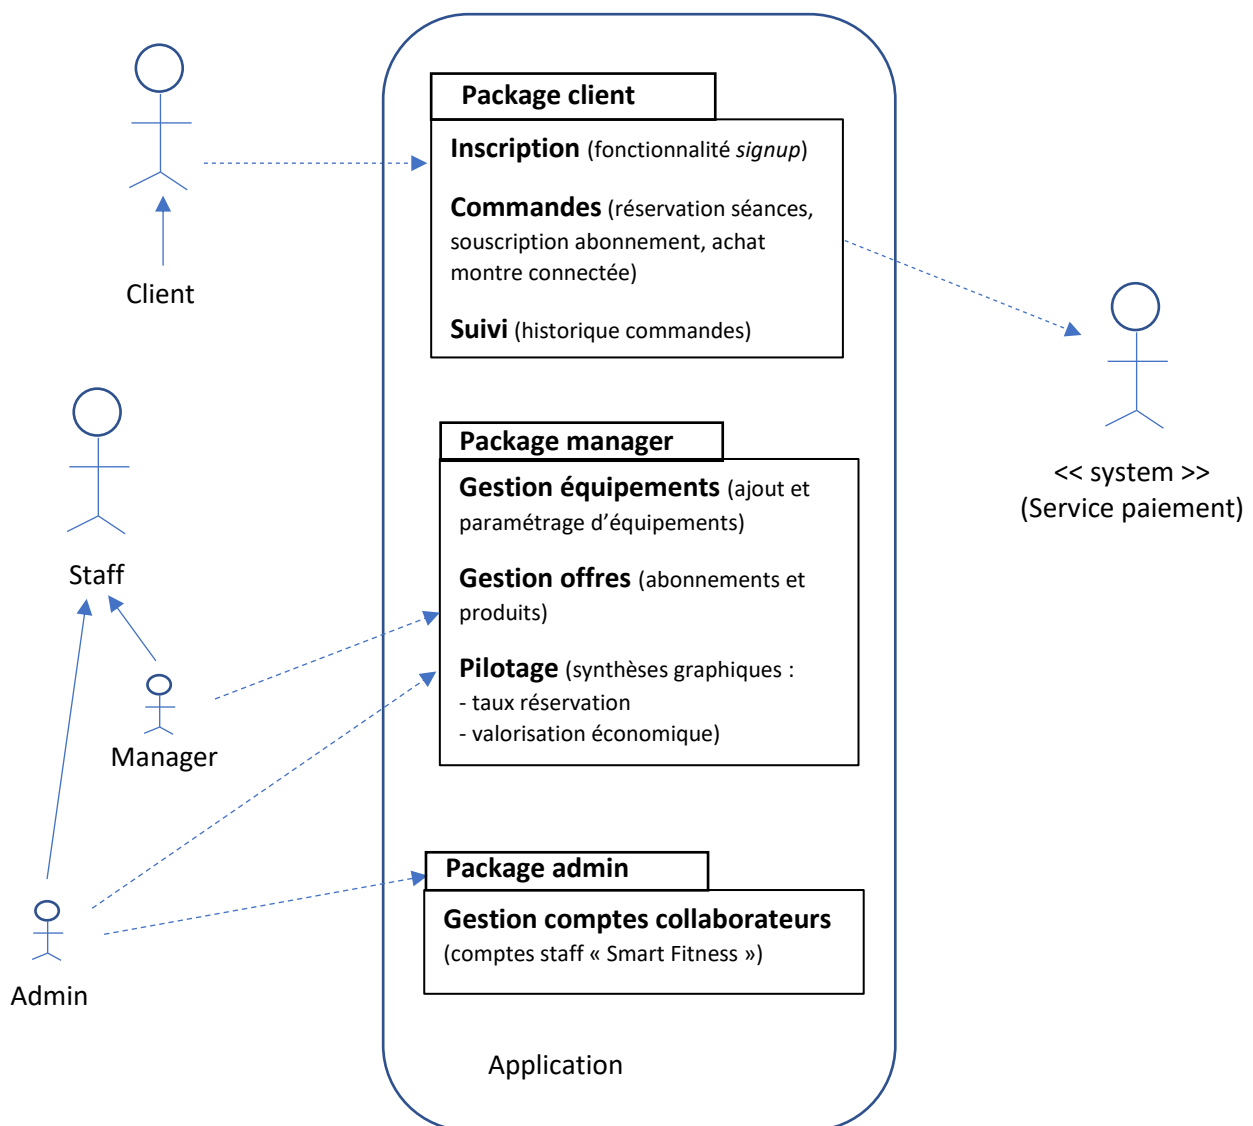 Package client
Inscription (fonctionnalité signup)
Commandes (réservation séances,
souscription abonnement, achat
montre connectée)
Suivi (historique commandes)
Client
<< system >>
(Service paiement)
Staff
Manager
Admin
Package manager
Gestion équipements (ajout et
paramétrage d’équipements)
Gestion offres (abonnements et
produits)
Pilotage (synthèses graphiques :
- taux réservation
- valorisation économique)
Package admin
Gestion comptes collaborateurs
(comptes staff « Smart Fitness »)
Application